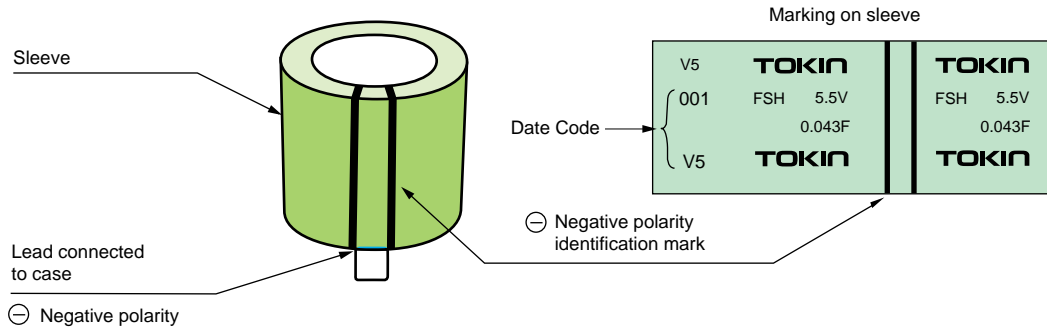 Marking on sleeve
Sleeve
V5 TOKIN TOKIN
001 FSH 5.5V FSH 5.5V
Date Code
0.043F 0.043F
V5 TOKIN TOKIN
⊖ Negative polarity
identification mark
Lead connected
to case
⊖ Negative polarity